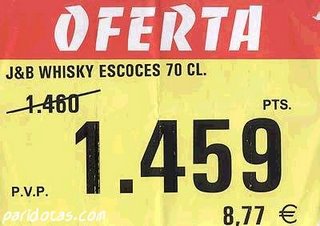 OFERTA
J&B WHISKY ESCOCES 70 CL.
1.460
PTS.
1.459
P.V.P.
8,77 €
paridotas.com